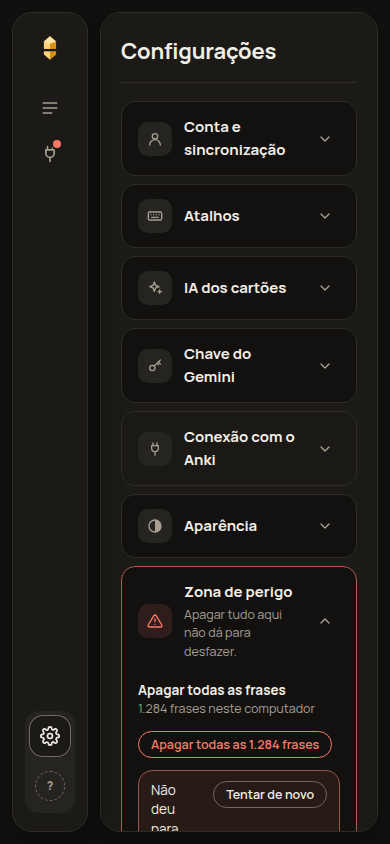 Configurações
Conta e
sincronização
Atalhos
IA dos cartões
Chave do
Gemini
Conexão com o
Anki
Aparência
Zona de perigo
Apagar tudo aqui
não dá para
desfazer.
Apagar todas as frases
1.284 frases neste computador
Apagar todas as 1.284 frases
Não
deu
para
Tentar de novo
?